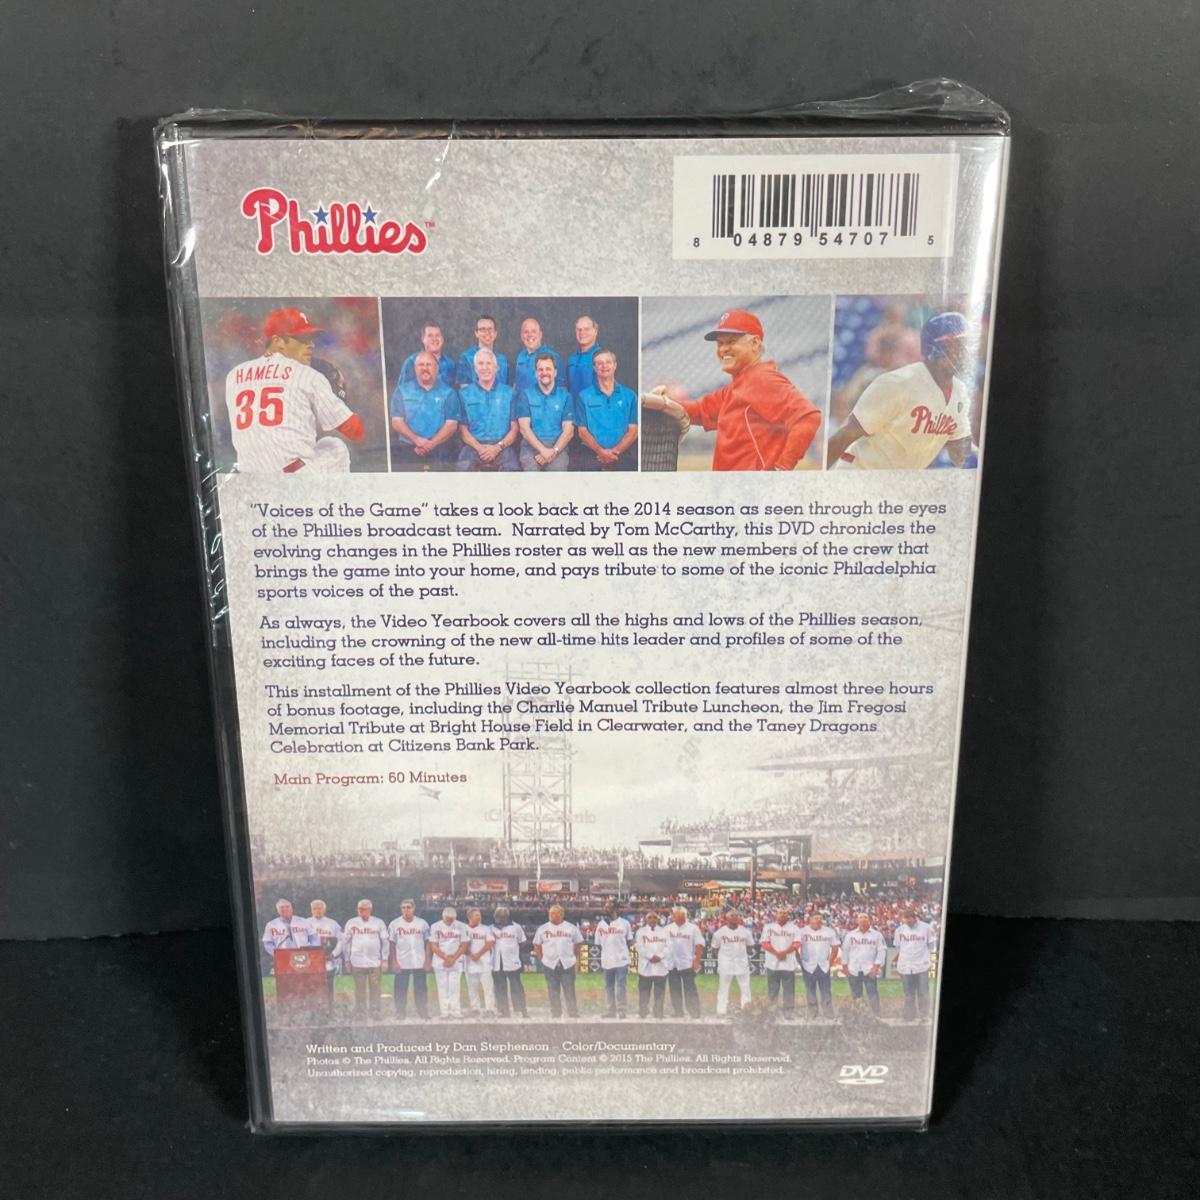 Phillies™
8 04879 54707 5
HAMELS
35
Phillies
"Voices of the Game" takes a look back at the 2014 season as seen through the eyes
of the Phillies broadcast team. Narrated by Tom McCarthy, this DVD chronicles the
evolving changes in the Phillies roster as well as the new members of the crew that
brings the game into your home, and pays tribute to some of the iconic Philadelphia
sports voices of the past.
As always, the Video Yearbook covers all the highs and lows of the Phillies season,
including the crowning of the new all-time hits leader and profiles of some of the
exciting faces of the future.
This installment of the Phillies Video Yearbook collection features almost three hours
of bonus footage, including the Charlie Manuel Tribute Luncheon, the Jim Fregosi
Memorial Tribute at Bright House Field in Clearwater, and the Taney Dragons
Celebration at Citizens Bank Park.
Main Program: 60 Minutes
Written and Produced by Dan Stephenson - Color/Documentary
Photos © The Phillies. All Rights Reserved. Program Content © 2015 The Phillies. All Rights Reserved.
Unauthorized copying, reproduction, hiring, lending, public performance and broadcast prohibited.
DVD